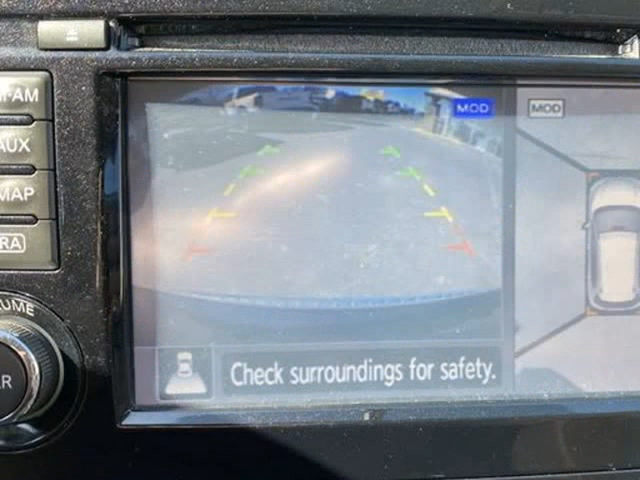 M·AM
AUX
MAP
RA
UME
R
MOD
MOD
Check surroundings for safety.